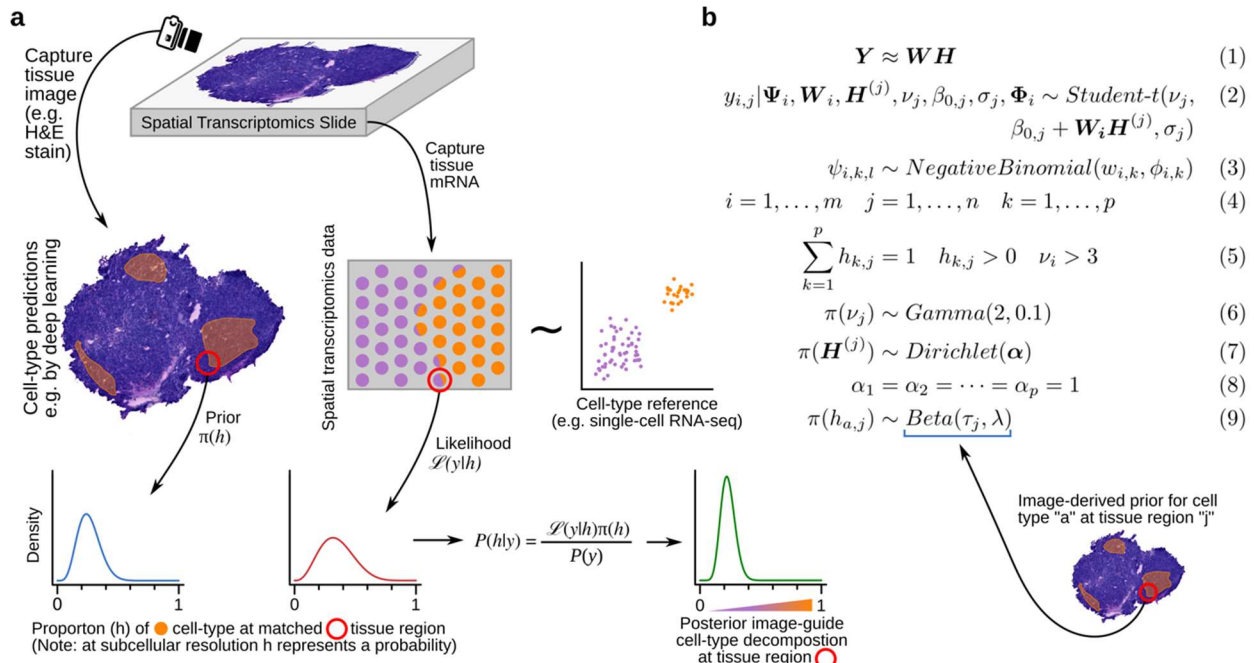 a
Capture
tissue
image
(e.g.
H&E
stain)
Spatial Transcriptomics Slide
Capture
tissue
mRNA
Cell-type predictions
e.g. by deep learning
Spatial transcriptomics data
~
Cell-type reference
(e.g. single-cell RNA-seq)
Prior
π(h)
Likelihood
ℒ(y|h)
Density
0 1
0 1
P(h|y) = ℒ(y|h)π(h) / P(y)
0 1
Proporton (h) of cell-type at matched tissue region
(Note: at subcellular resolution h represents a probability)
Posterior image-guide
cell-type decompostion
at tissue region
b
Y ≈ WH (1)
y_{i,j}|Ψ_i, W_i, H^{(j)}, ν_j, β_{0,j}, σ_j, Φ_i ∼ Student-t(ν_j, (2)
β_{0,j} + W_i H^{(j)}, σ_j)
ψ_{i,k,l} ∼ NegativeBinomial(w_{i,k}, φ_{i,k}) (3)
i = 1, . . . , m j = 1, . . . , n k = 1, . . . , p (4)
∑_{k=1}^{p} h_{k,j} = 1 h_{k,j} > 0 ν_i > 3 (5)
π(ν_j) ∼ Gamma(2, 0.1) (6)
π(H^{(j)}) ∼ Dirichlet(α) (7)
α_1 = α_2 = ⋯ = α_p = 1 (8)
π(h_{a,j}) ∼ Beta(τ_j, λ) (9)
Image-derived prior for cell
type "a" at tissue region "j"